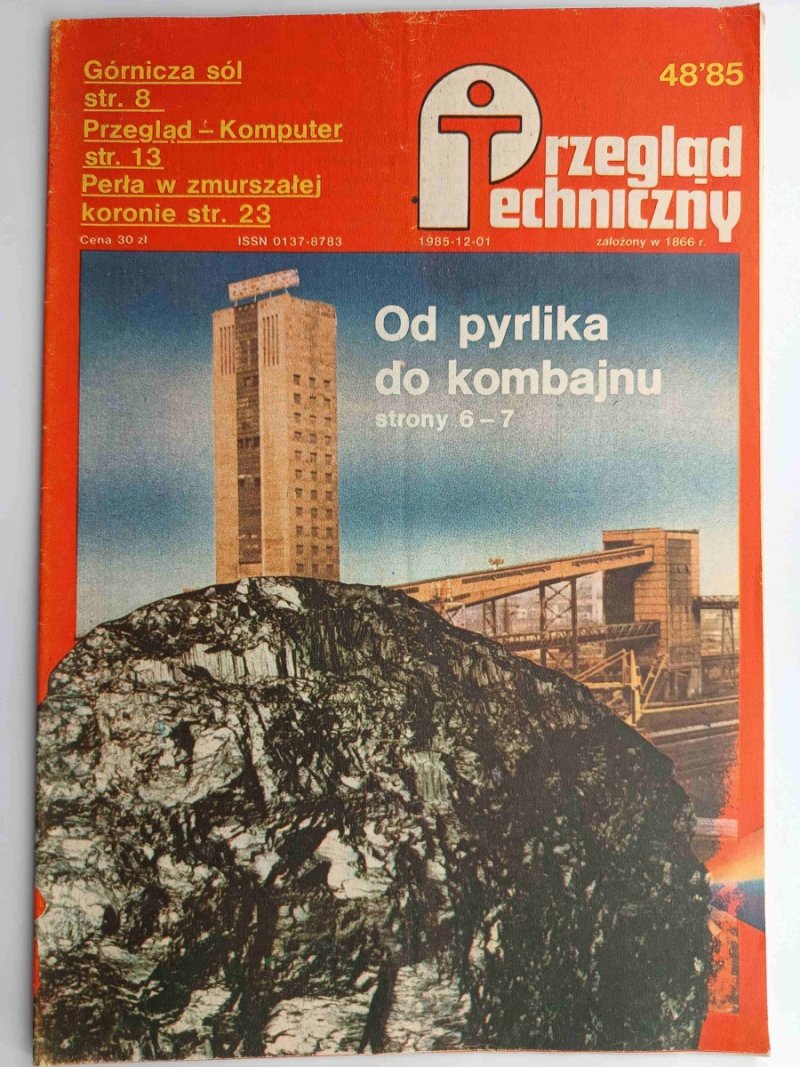 Górnicza sól
str. 8
Przegląd – Komputer
str. 13
Perła w zmurszałej
koronie str. 23
48'85
Przegląd
Techniczny
Cena 30 zł ISSN 0137-8783 1985-12-01 założony w 1866 r.
Od pyrlika
do kombajnu
strony 6 – 7